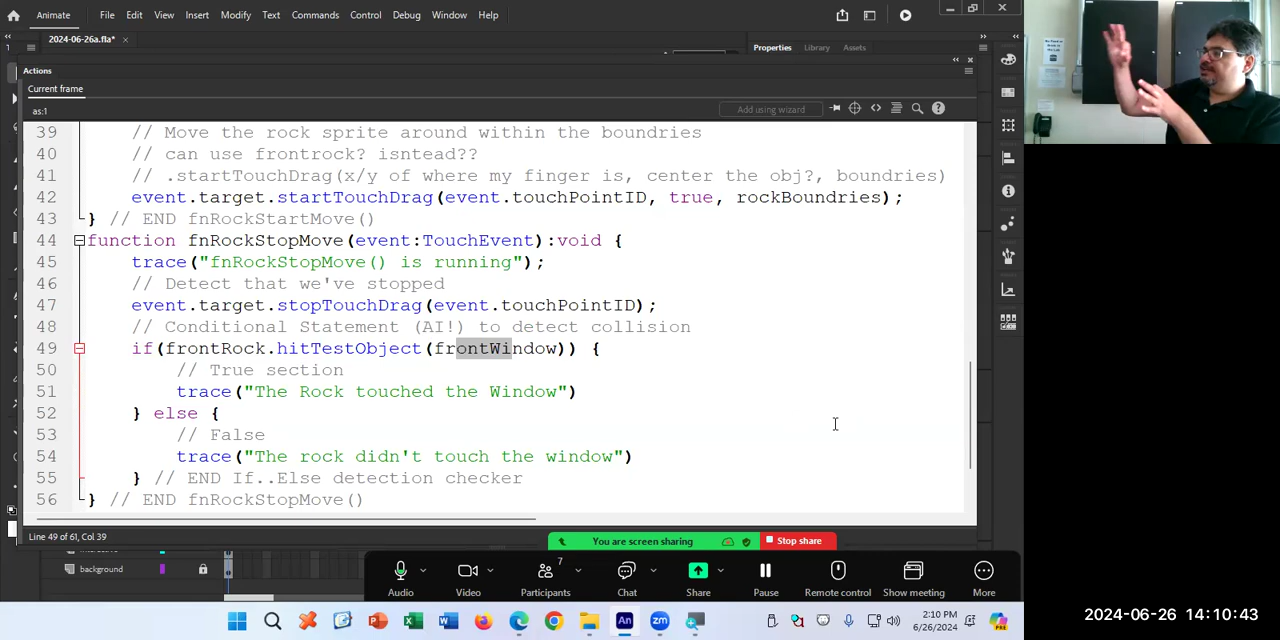 Animate File Edit View Insert Modify Text Commands Control Debug Window Help
2024-06-26a.fla* ×
Properties Library Assets
Actions
Current frame
as:1
Add using wizard
39 // Move the rock sprite around within the boundries
40 // can use frontrock? isntead??
41 // .startTouchDrag(x/y of where my finger is, center the obj?, boundries)
42 event.target.startTouchDrag(event.touchPointID, true, rockBoundries);
43 } // END fnRockStartMove()
44 function fnRockStopMove(event:TouchEvent):void {
45 trace("fnRockStopMove() is running");
46 // Detect that we've stopped
47 event.target.stopTouchDrag(event.touchPointID);
48 // Conditional Statement (AI!) to detect collision
49 if(frontRock.hitTestObject(frontWindow)) {
50 // True section
51 trace("The Rock touched the Window")
52 } else {
53 // False
54 trace("The rock didn't touch the window")
55 } // END If..Else detection checker
56 } // END fnRockStopMove()
Line 49 of 61, Col 39
You are screen sharing Stop share
background
7
Audio Video Participants Chat Share Pause Remote control Show meeting More
2:10 PM
6/26/2024
2024-06-26 14:10:43